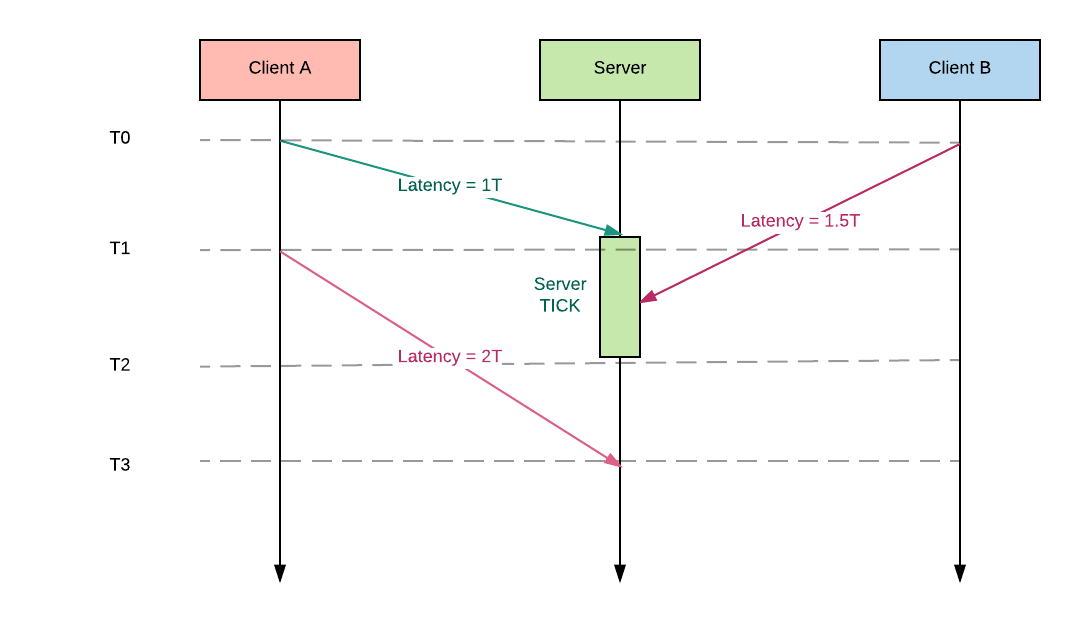 Client A
Server
Client B
T0
Latency = 1T
Latency = 1.5T
T1
Server
TICK
Latency = 2T
T2
T3